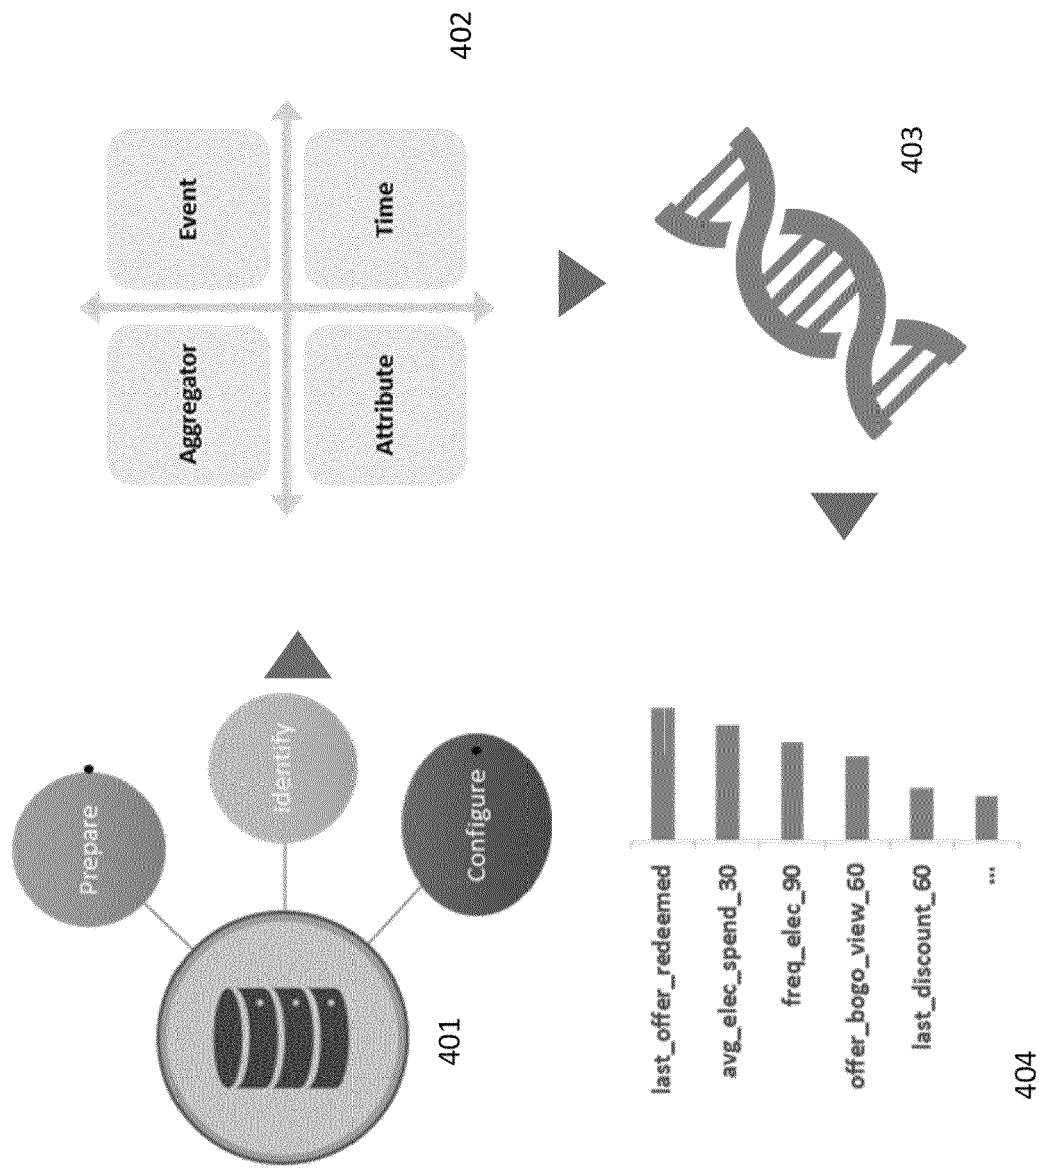 Prepare
Identify
Configure
401
Aggregator
Event
Attribute
Time
402
403
last_offer_redeemed
avg_elec_spend_30
freq_elec_90
offer_bogo_view_60
last_discount_60
...
404